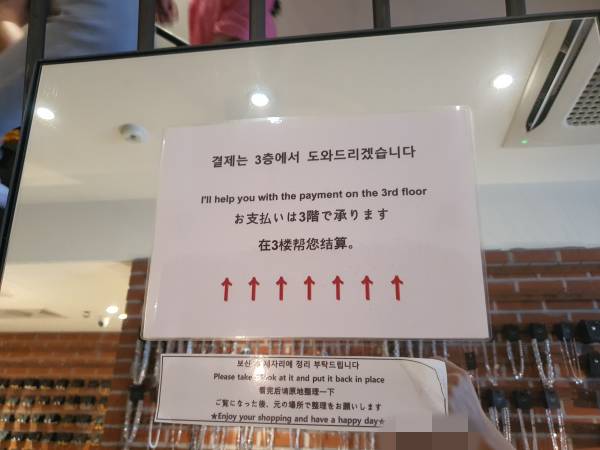 결제는 3층에서 도와드리겠습니다
I'll help you with the payment on the 3rd floor
お支払いは3階で承ります
在3楼帮您结算。
↑↑↑↑↑↑↑
보신 제자리에 정리 부탁드립니다
Please take look at it and put it back in place
看完后请原地整理一下
ご覧になった後、元の場所で整理をお願いします
★Enjoy your shopping and have a happy day★